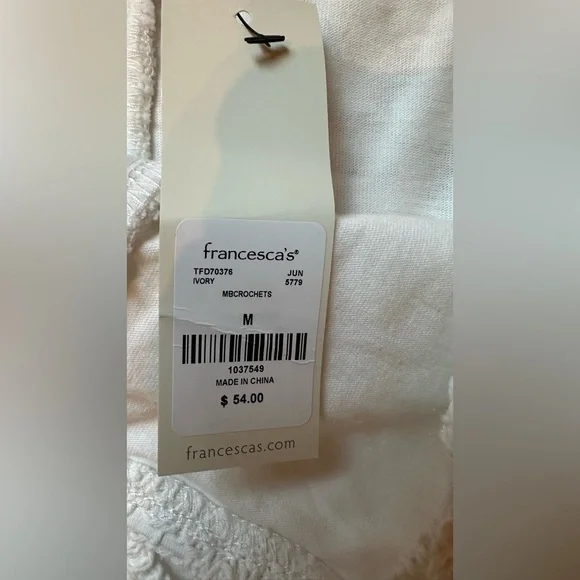 francesca's®
TFD70376 JUN
IVORY 5779
MBCROCHETS
M
1037549
MADE IN CHINA
$ 54.00
francescas.com